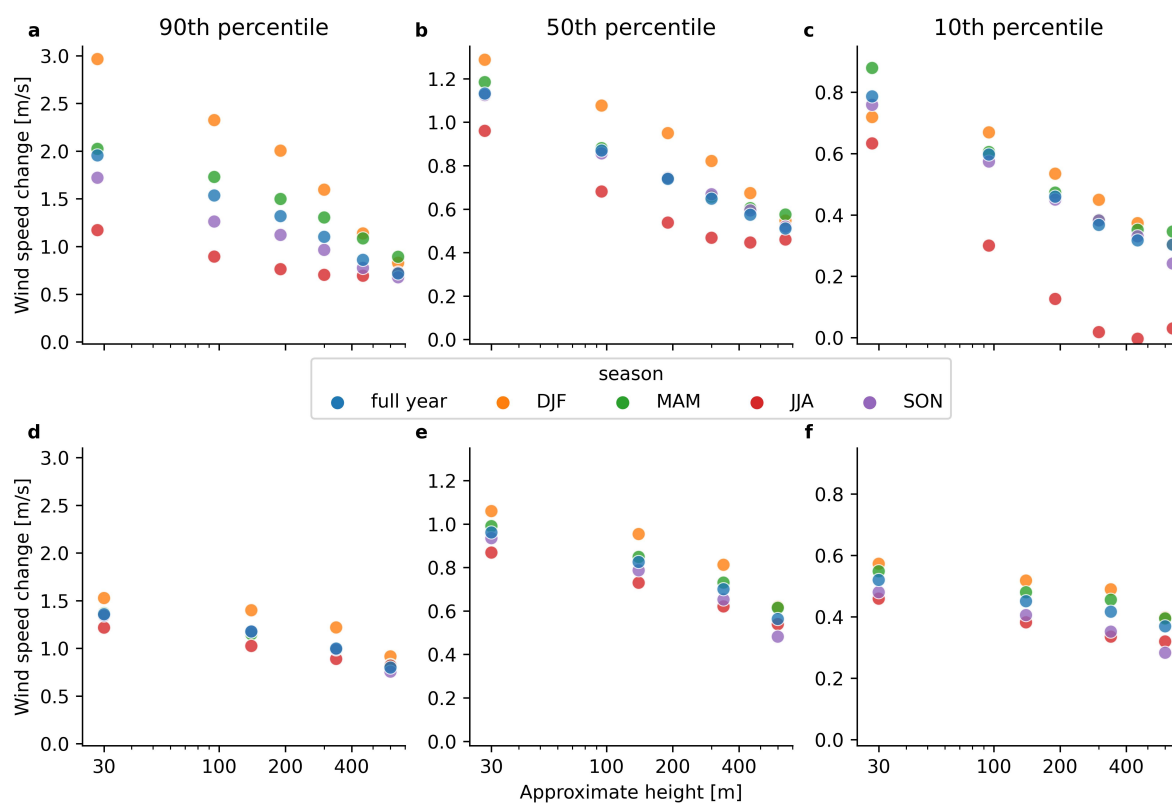 a 90th percentile
b 50th percentile
c 10th percentile
Wind speed change [m/s]
3.0
2.5
2.0
1.5
1.0
0.5
0.0
1.2
1.0
0.8
0.6
0.4
0.2
0.0
0.8
0.6
0.4
0.2
0.0
season
full year DJF MAM JJA SON
d
e
f
Wind speed change [m/s]
3.0
2.5
2.0
1.5
1.0
0.5
0.0
1.2
1.0
0.8
0.6
0.4
0.2
0.0
0.8
0.6
0.4
0.2
0.0
30 100 200 400
30 100 200 400
30 100 200 400
Approximate height [m]